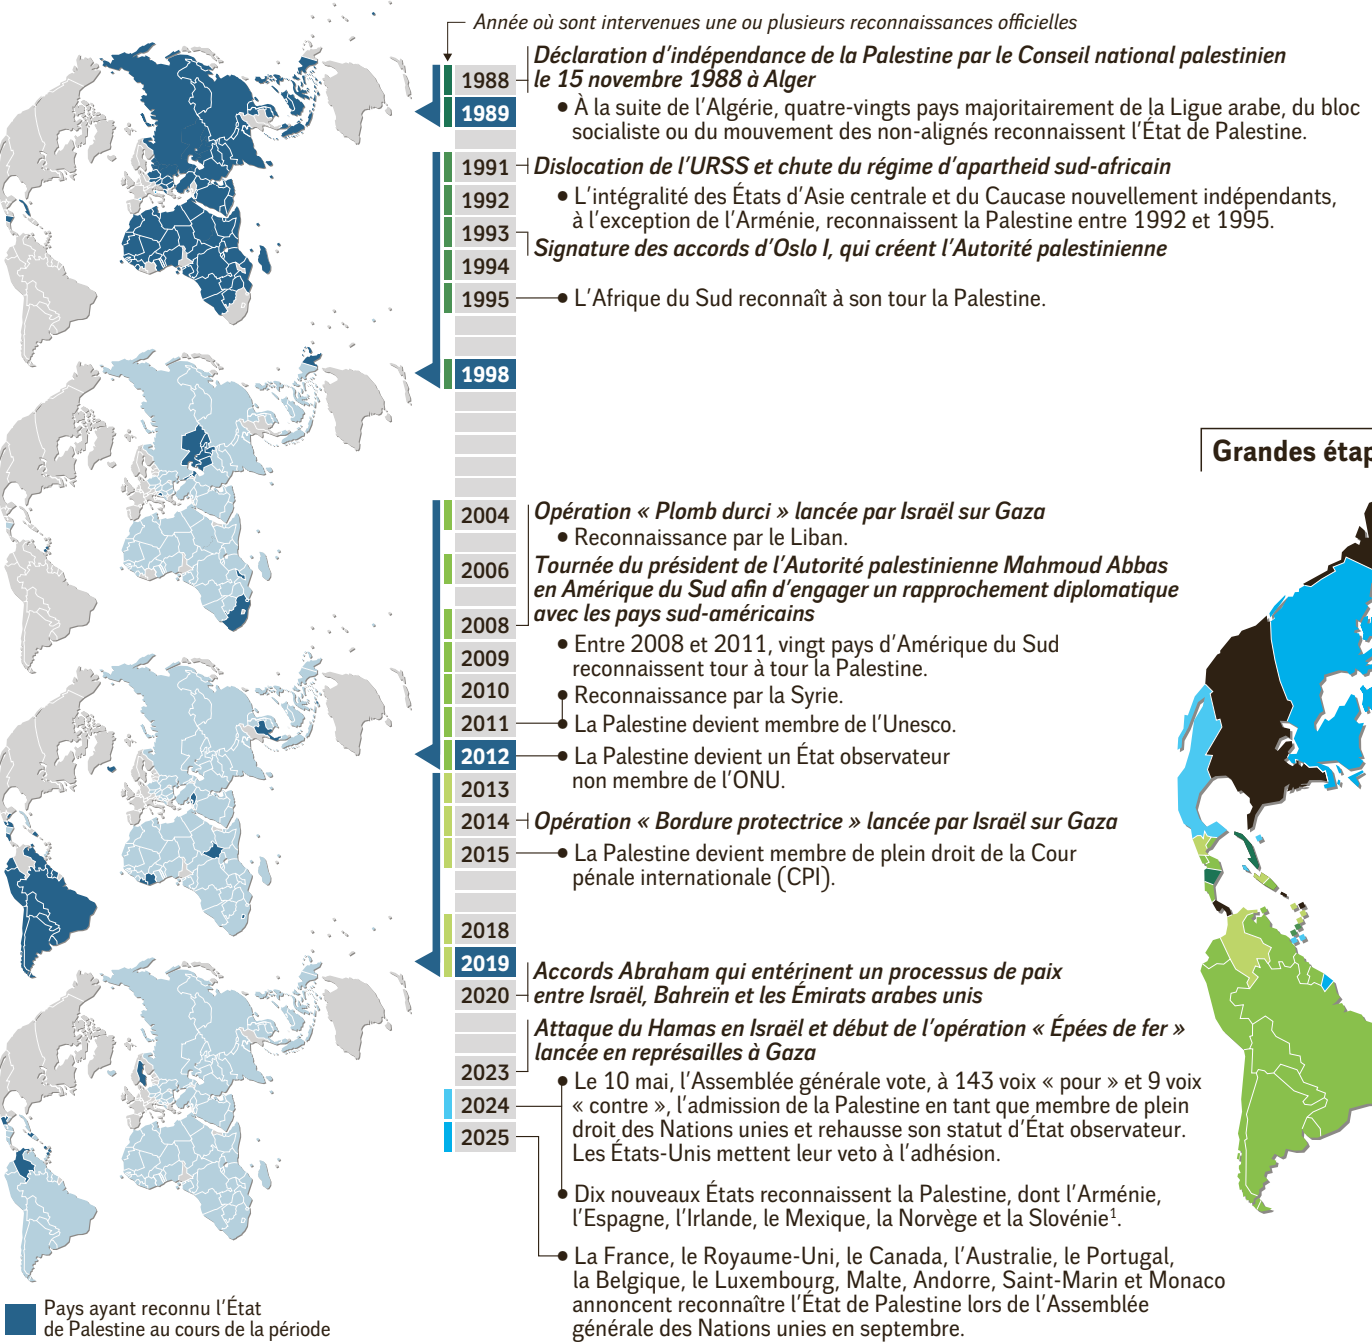 Année où sont intervenues une ou plusieurs reconnaissances officielles
1988
Déclaration d'indépendance de la Palestine par le Conseil national palestinien
le 15 novembre 1988 à Alger
1989
• À la suite de l'Algérie, quatre-vingts pays majoritairement de la Ligue arabe, du bloc
socialiste ou du mouvement des non-alignés reconnaissent l'État de Palestine.
1991
Dislocation de l'URSS et chute du régime d'apartheid sud-africain
1992
• L'intégralité des États d'Asie centrale et du Caucase nouvellement indépendants,
à l'exception de l'Arménie, reconnaissent la Palestine entre 1992 et 1995.
1993
Signature des accords d'Oslo I, qui créent l'Autorité palestinienne
1994
1995
• L'Afrique du Sud reconnaît à son tour la Palestine.
1998
Grandes étap
2004
Opération « Plomb durci » lancée par Israël sur Gaza
• Reconnaissance par le Liban.
2006
Tournée du président de l'Autorité palestinienne Mahmoud Abbas
en Amérique du Sud afin d'engager un rapprochement diplomatique
avec les pays sud-américains
2008
• Entre 2008 et 2011, vingt pays d'Amérique du Sud
reconnaissent tour à tour la Palestine.
2009
2010
• Reconnaissance par la Syrie.
2011
• La Palestine devient membre de l'Unesco.
2012
• La Palestine devient un État observateur
non membre de l'ONU.
2013
2014
Opération « Bordure protectrice » lancée par Israël sur Gaza
2015
• La Palestine devient membre de plein droit de la Cour
pénale internationale (CPI).
2018
2019
Accords Abraham qui entérinent un processus de paix
entre Israël, Bahreïn et les Émirats arabes unis
2020
Attaque du Hamas en Israël et début de l'opération « Épées de fer »
lancée en représailles à Gaza
2023
• Le 10 mai, l'Assemblée générale vote, à 143 voix « pour » et 9 voix
« contre », l'admission de la Palestine en tant que membre de plein
droit des Nations unies et rehausse son statut d'État observateur.
Les États-Unis mettent leur veto à l'adhésion.
2024
2025
• Dix nouveaux États reconnaissent la Palestine, dont l'Arménie,
l'Espagne, l'Irlande, le Mexique, la Norvège et la Slovénie¹.
• La France, le Royaume-Uni, le Canada, l'Australie, le Portugal,
la Belgique, le Luxembourg, Malte, Andorre, Saint-Marin et Monaco
annoncent reconnaître l'État de Palestine lors de l'Assemblée
générale des Nations unies en septembre.
Pays ayant reconnu l'État
de Palestine au cours de la période